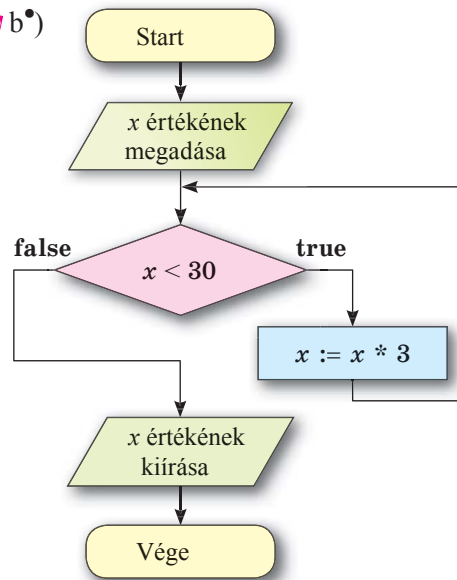 b•)
Start
x értékének
megadása
false
true
x < 30
x := x * 3
x értékének
kiírása
Vége